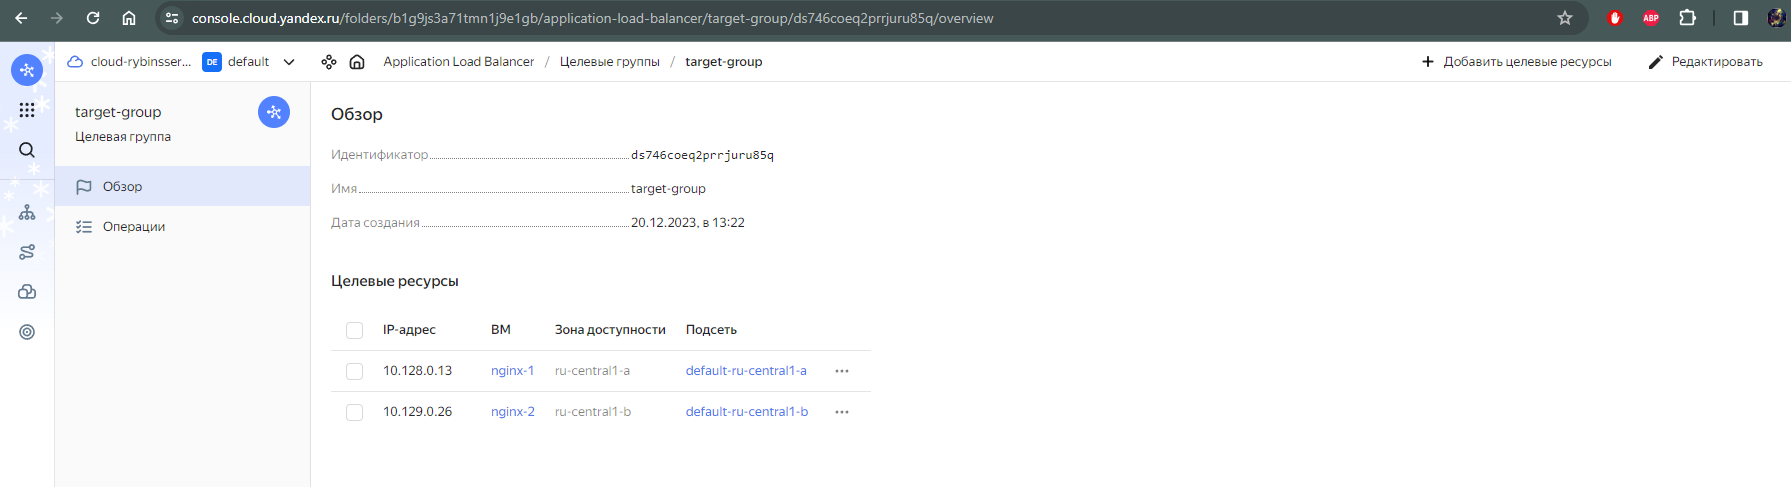 console.cloud.yandex.ru/folders/b1g9js3a71tmn1j9e1gb/application-load-balancer/target-group/ds746coeq2prrjuru85q/overview
ABP
cloud-rybinsser... DE default Application Load Balancer / Целевые группы / target-group Добавить целевые ресурсы Редактировать
target-group
Целевая группа
Обзор
Операции
Обзор
Идентификатор ds746coeq2prrjuru85q
Имя target-group
Дата создания 20.12.2023, в 13:22
Целевые ресурсы
IP-адрес ВМ Зона доступности Подсеть
10.128.0.13 nginx-1 ru-central1-a default-ru-central1-a
10.129.0.26 nginx-2 ru-central1-b default-ru-central1-b